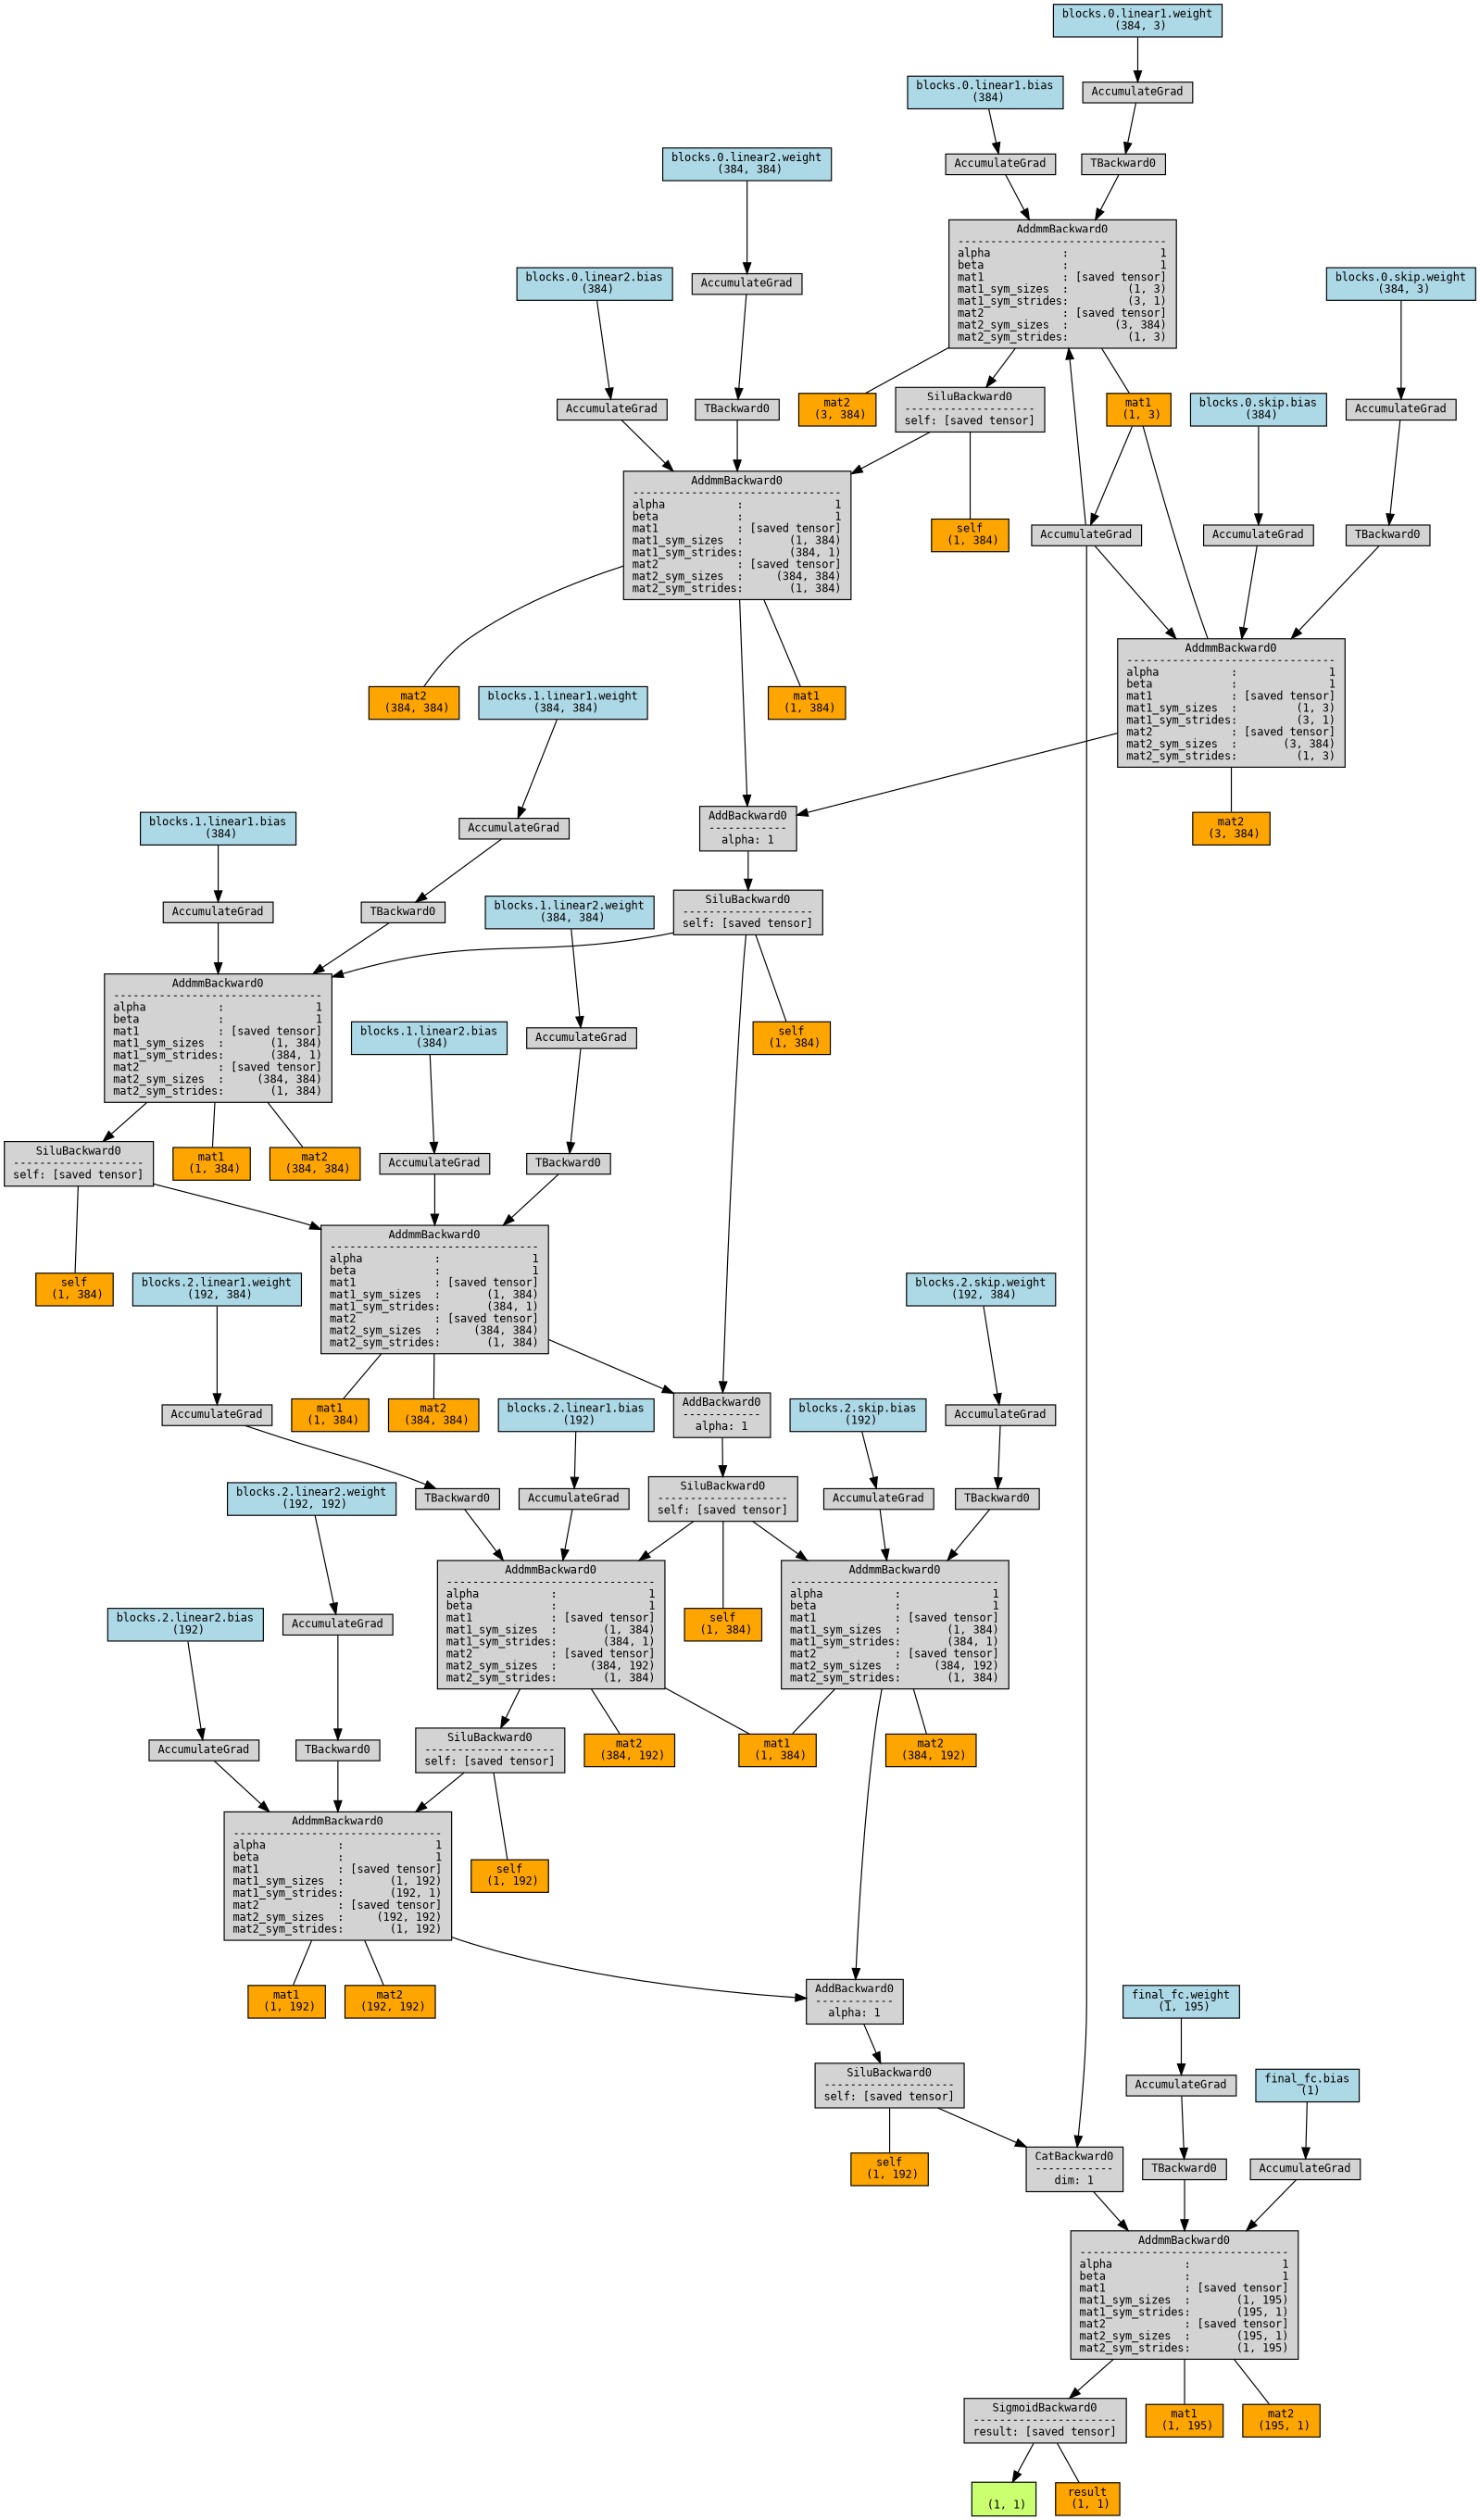 blocks.0.linear1.weight
(384, 3)
blocks.0.linear1.bias
(384)
AccumulateGrad
blocks.0.linear2.weight
(384, 384)
AccumulateGrad
TBackward0
AddmmBackward0
--------------------------------
alpha           :              1
beta            :              1
mat1            : [saved tensor]
mat1_sym_sizes  :         (1, 3)
mat1_sym_strides:         (3, 1)
mat2            : [saved tensor]
mat2_sym_sizes  :       (3, 384)
mat2_sym_strides:         (1, 3)
blocks.0.linear2.bias
(384)
AccumulateGrad
blocks.0.skip.weight
(384, 3)
AccumulateGrad
TBackward0
mat2
(3, 384)
SiluBackward0
--------------------
self: [saved tensor]
mat1
(1, 3)
blocks.0.skip.bias
(384)
AccumulateGrad
AddmmBackward0
--------------------------------
alpha           :              1
beta            :              1
mat1            : [saved tensor]
mat1_sym_sizes  :       (1, 384)
mat1_sym_strides:       (384, 1)
mat2            : [saved tensor]
mat2_sym_sizes  :     (384, 384)
mat2_sym_strides:       (1, 384)
self
(1, 384)
AccumulateGrad
AccumulateGrad
TBackward0
AddmmBackward0
--------------------------------
alpha           :              1
beta            :              1
mat1            : [saved tensor]
mat1_sym_sizes  :         (1, 3)
mat1_sym_strides:         (3, 1)
mat2            : [saved tensor]
mat2_sym_sizes  :       (3, 384)
mat2_sym_strides:         (1, 3)
mat2
(384, 384)
blocks.1.linear1.weight
(384, 384)
mat1
(1, 384)
AddBackward0
------------
alpha: 1
mat2
(3, 384)
blocks.1.linear1.bias
(384)
AccumulateGrad
AccumulateGrad
TBackward0
blocks.1.linear2.weight
(384, 384)
SiluBackward0
--------------------
self: [saved tensor]
AddmmBackward0
--------------------------------
alpha           :              1
beta            :              1
mat1            : [saved tensor]
mat1_sym_sizes  :       (1, 384)
mat1_sym_strides:       (384, 1)
mat2            : [saved tensor]
mat2_sym_sizes  :     (384, 384)
mat2_sym_strides:       (1, 384)
blocks.1.linear2.bias
(384)
AccumulateGrad
self
(1, 384)
SiluBackward0
--------------------
self: [saved tensor]
mat1
(1, 384)
mat2
(384, 384)
AccumulateGrad
TBackward0
AddmmBackward0
--------------------------------
alpha           :              1
beta            :              1
mat1            : [saved tensor]
mat1_sym_sizes  :       (1, 384)
mat1_sym_strides:       (384, 1)
mat2            : [saved tensor]
mat2_sym_sizes  :     (384, 384)
mat2_sym_strides:       (1, 384)
self
(1, 384)
blocks.2.linear1.weight
(192, 384)
blocks.2.skip.weight
(192, 384)
AccumulateGrad
mat1
(1, 384)
mat2
(384, 384)
blocks.2.linear1.bias
(192)
AddBackward0
------------
alpha: 1
blocks.2.skip.bias
(192)
AccumulateGrad
blocks.2.linear2.weight
(192, 192)
TBackward0
AccumulateGrad
SiluBackward0
--------------------
self: [saved tensor]
AccumulateGrad
TBackward0
AddmmBackward0
--------------------------------
alpha           :              1
beta            :              1
mat1            : [saved tensor]
mat1_sym_sizes  :       (1, 384)
mat1_sym_strides:       (384, 1)
mat2            : [saved tensor]
mat2_sym_sizes  :     (384, 192)
mat2_sym_strides:       (1, 384)
self
(1, 384)
AddmmBackward0
--------------------------------
alpha           :              1
beta            :              1
mat1            : [saved tensor]
mat1_sym_sizes  :       (1, 384)
mat1_sym_strides:       (384, 1)
mat2            : [saved tensor]
mat2_sym_sizes  :     (384, 192)
mat2_sym_strides:       (1, 384)
blocks.2.linear2.bias
(192)
AccumulateGrad
AccumulateGrad
TBackward0
SiluBackward0
--------------------
self: [saved tensor]
mat2
(384, 192)
mat1
(1, 384)
mat2
(384, 192)
AddmmBackward0
--------------------------------
alpha           :              1
beta            :              1
mat1            : [saved tensor]
mat1_sym_sizes  :       (1, 192)
mat1_sym_strides:       (192, 1)
mat2            : [saved tensor]
mat2_sym_sizes  :     (192, 192)
mat2_sym_strides:       (1, 192)
self
(1, 192)
mat1
(1, 192)
mat2
(192, 192)
AddBackward0
------------
alpha: 1
final_fc.weight
(1, 195)
SiluBackward0
--------------------
self: [saved tensor]
AccumulateGrad
final_fc.bias
(1)
self
(1, 192)
CatBackward0
------------
dim: 1
TBackward0
AccumulateGrad
AddmmBackward0
--------------------------------
alpha           :              1
beta            :              1
mat1            : [saved tensor]
mat1_sym_sizes  :       (1, 195)
mat1_sym_strides:       (195, 1)
mat2            : [saved tensor]
mat2_sym_sizes  :       (195, 1)
mat2_sym_strides:       (1, 195)
SigmoidBackward0
----------------------
result: [saved tensor]
mat1
(1, 195)
mat2
(195, 1)
(1, 1)
result
(1, 1)
AccumulateGrad
TBackward0